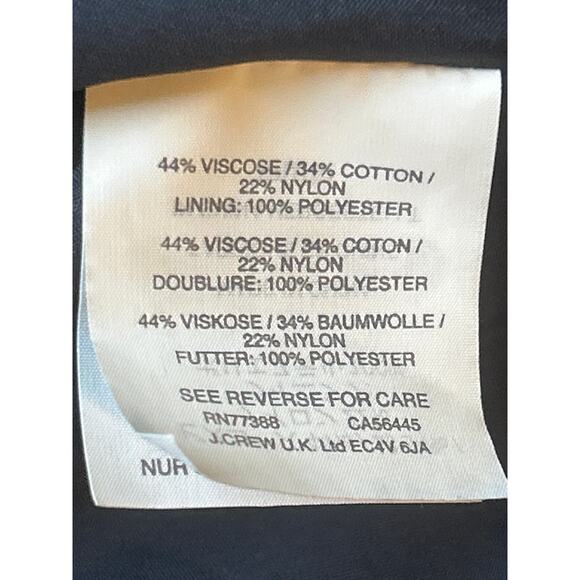 44% VISCOSE / 34% COTTON /
22% NYLON
LINING: 100% POLYESTER
44% VISCOSE / 34% COTON /
22% NYLON
DOUBLURE: 100% POLYESTER
44% VISKOSE / 34% BAUMWOLLE /
22% NYLON
FUTTER: 100% POLYESTER
SEE REVERSE FOR CARE
RN77388 CA56445
J.CREW U.K. Ltd EC4V 6JA
NUR